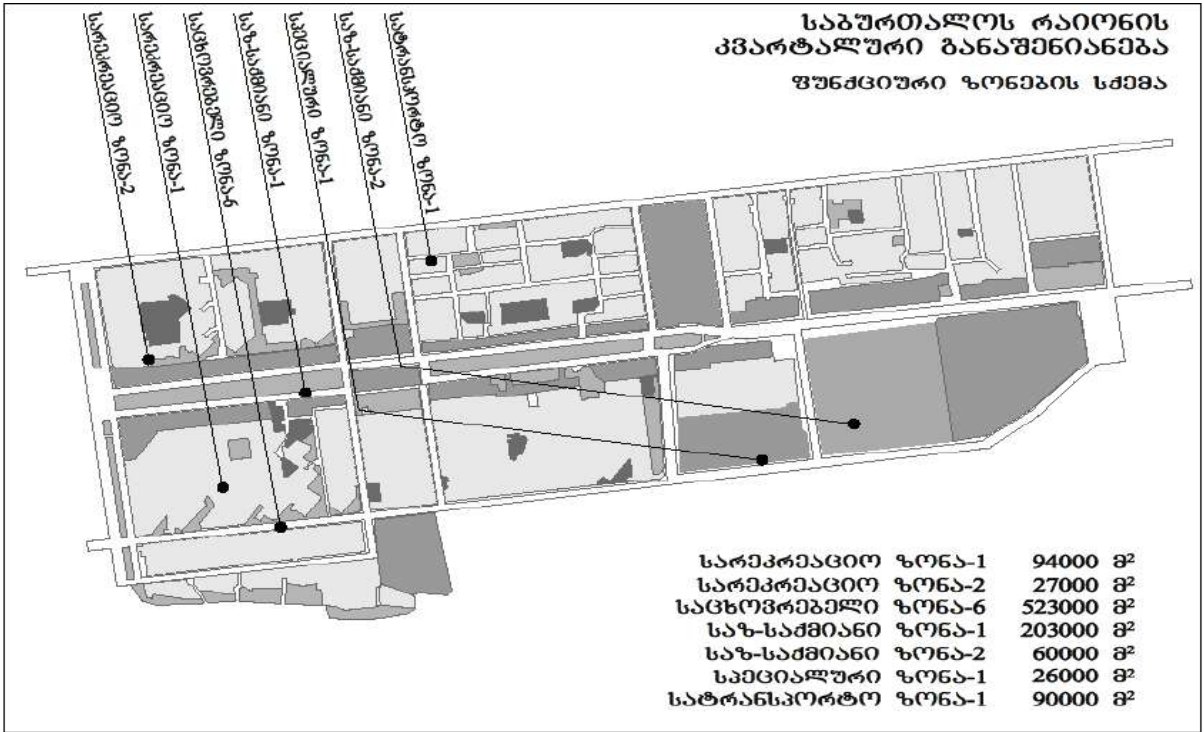 საბურთალოს რაიონის
კვარტალური განაშენიანება
ფუნქციური ზონების სქემა
სარეკრეაციო ზონა-2
სარეკრეაციო ზონა-1
საცხოვრებელი ზონა-6
საზ-საქმიანი ზონა-1
სპეციალური ზონა-1
საზ-საქმიანი ზონა-2
სატრანსპორტო ზონა-1
სარეკრეაციო ზონა-1 94000 მ²
სარეკრეაციო ზონა-2 27000 მ²
საცხოვრებელი ზონა-6 523000 მ²
საზ-საქმიანი ზონა-1 203000 მ²
საზ-საქმიანი ზონა-2 60000 მ²
სპეციალური ზონა-1 26000 მ²
სატრანსპორტო ზონა-1 90000 მ²